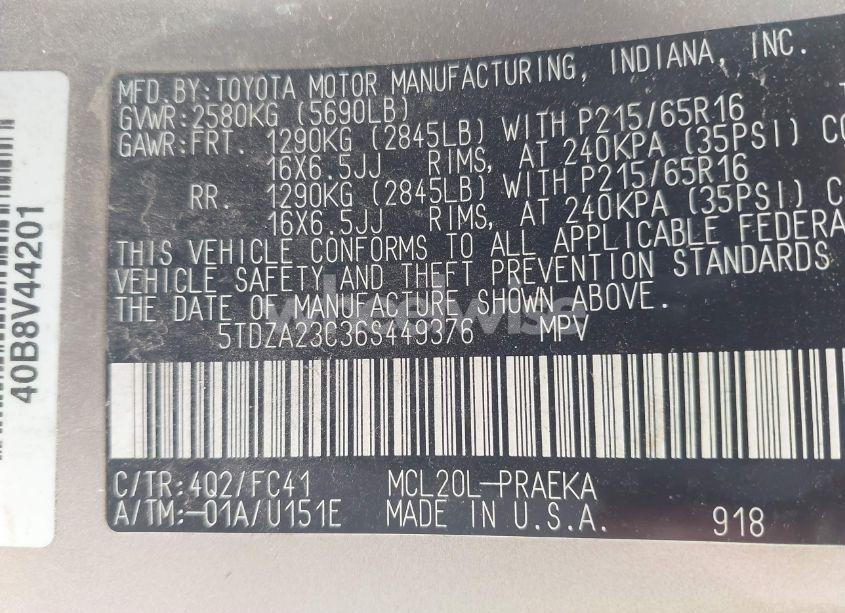 MFD.BY:TOYOTA MOTOR MANUFACTURING, INDIANA, INC.
GVWR:2580KG (5690LB)
GAWR:FRT. 1290KG (2845LB) WITH P215/65R16
16X6.5JJ RIMS, AT 240KPA (35PSI) CO
RR. 1290KG (2845LB) WITH P215/65R16
16X6.5JJ RIMS, AT 240KPA (35PSI) C
THIS VEHICLE CONFORMS TO ALL APPLICABLE FEDERA
VEHICLE SAFETY AND THEFT PREVENTION STANDARDS
THE DATE OF MANUFACTURE SHOWN ABOVE.
wheelwise
5TDZA23C36S449376 MPV
C/TR:4Q2/FC41 MCL20L-PRAEKA
A/TM:-01A/U151E MADE IN U.S.A. 918
40B8V44201